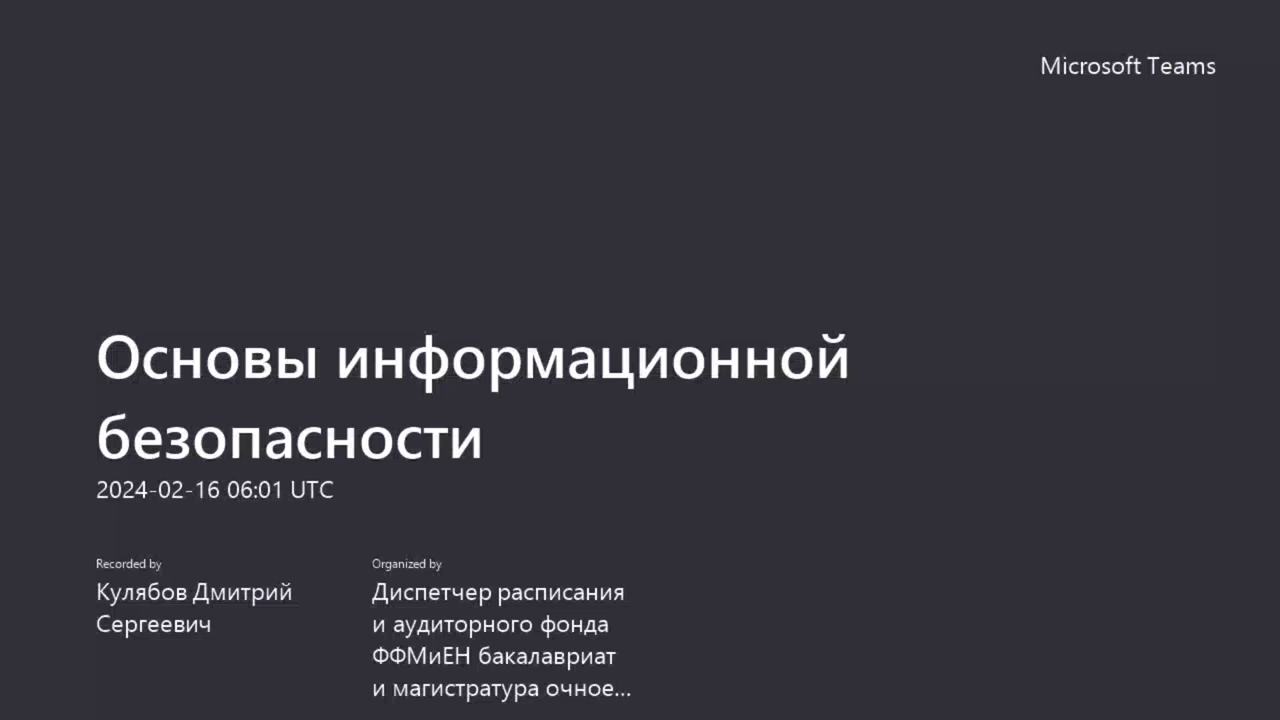 Microsoft Teams
Основы информационной
безопасности
2024-02-16 06:01 UTC
Recorded by
Кулябов Дмитрий
Сергеевич
Organized by
Диспетчер расписания
и аудиторного фонда
ФФМиЕН бакалавриат
и магистратура очное...